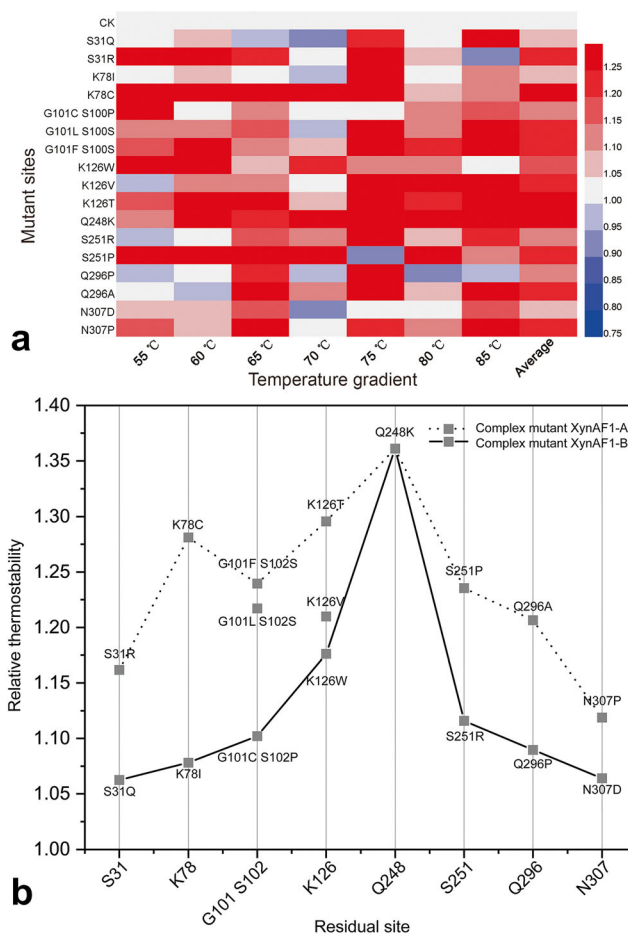 CK
S31Q
S31R
K78I
K78C
G101C S100P
G101L S100S
G101F S100S
K126W
K126V
K126T
Q248K
S251R
S251P
Q296P
Q296A
N307D
N307P
Mutant sites
55 ℃ 60 ℃ 65 ℃ 70 ℃ 75 ℃ 80 ℃ 85 ℃ Average
Temperature gradient
1.25
1.20
1.15
1.10
1.05
1.00
0.95
0.90
0.85
0.80
0.75
a
1.40
1.35
1.30
1.25
1.20
1.15
1.10
1.05
1.00
Relative thermostability
Complex mutant XynAF1-A
Complex mutant XynAF1-B
Q248K
K126T
K78C
G101F S102S
G101L S102S
K126V
S251P
Q296A
S31R
K126W
N307P
S251R
G101C S102P
Q296P
K78I
S31Q
N307D
S31 K78 G101 S102 K126 Q248 S251 Q296 N307
Residual site
b